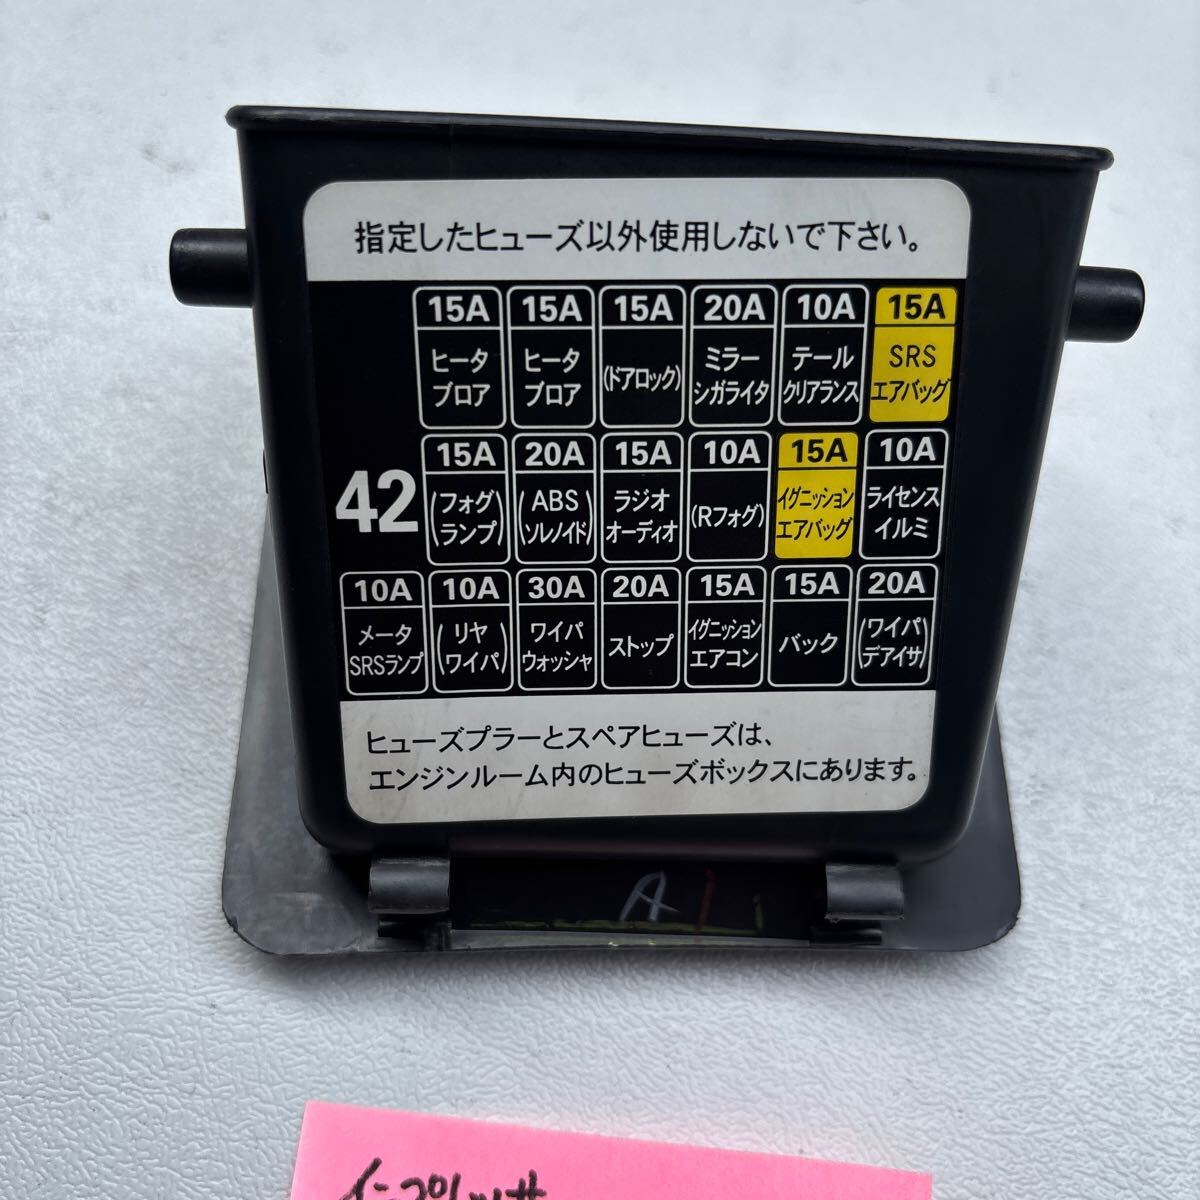 指定したヒューズ以外使用しないで下さい。
15A 15A 15A 20A 10A 15A
ヒータ ヒータ (ドアロック) ミラー テール SRS
ブロア ブロア シガライタ クリアランス エアバッグ
42
15A 20A 15A 10A 15A 10A
(フォグ (ABS ラジオ (Rフォグ) イグニッション ライセンス
ランプ) ソレノイド) オーディオ エアバッグ イルミ
10A 10A 30A 20A 15A 15A 20A
メータ (リヤ ワイパ ストップ イグニッション バック (ワイパ
SRSランプ ワイパ) ウォッシャ エアコン デアイサ)
ヒューズプラーとスペアヒューズは、
エンジンルーム内のヒューズボックスにあります。
A L i
インプレッサ